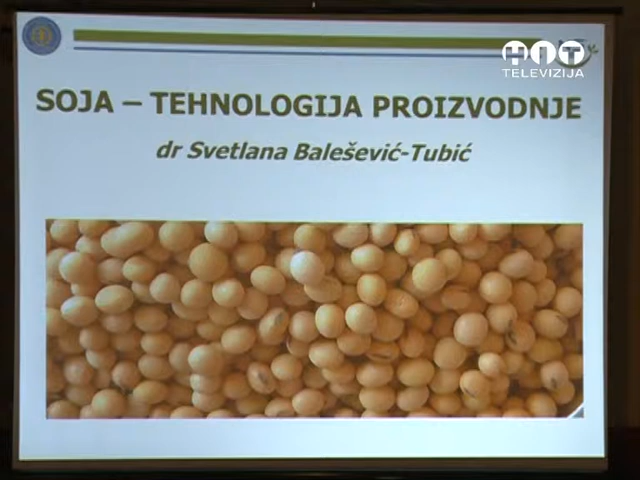 HIT
TELEVIZIJA
SOJA – TEHNOLOGIJA PROIZVODNJE
dr Svetlana Balešević-Tubić